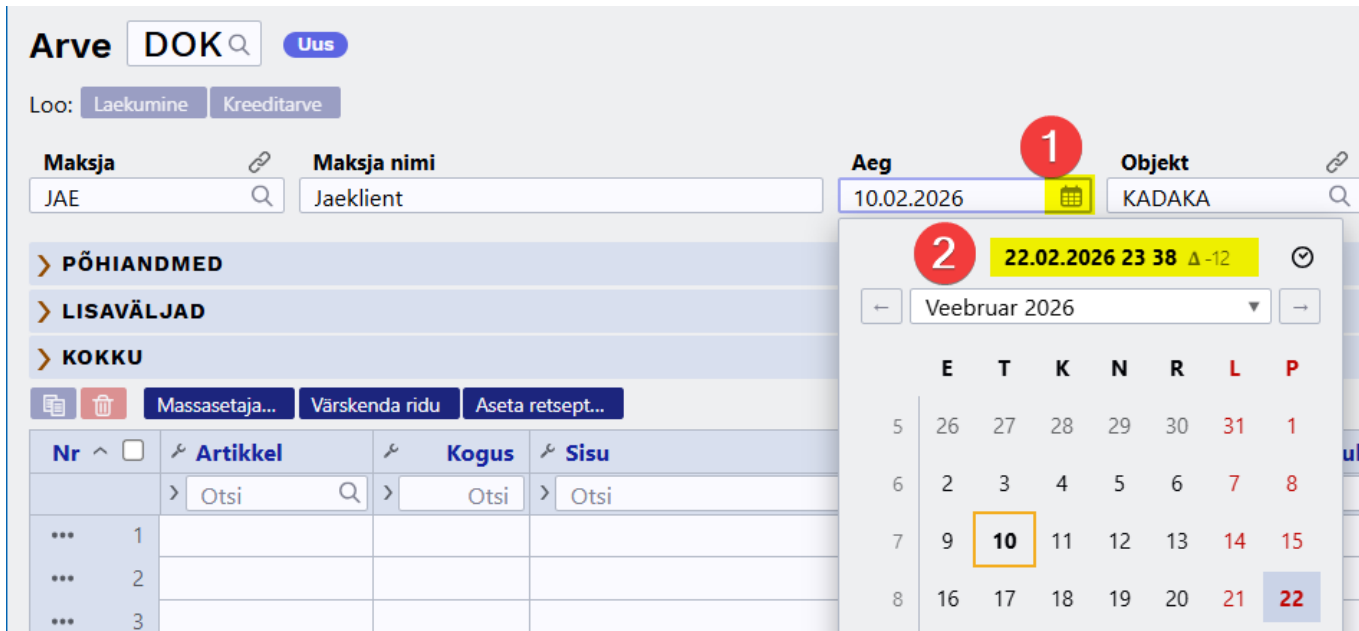 Arve DOK Uus
Loo: Laekumine Kreeditarve
1
Maksja Maksja nimi Aeg Objekt
JAE Jaeklient 10.02.2026 KADAKA
2 22.02.2026 23 38 Δ -12
PÕHIANDMED
LISAVÄLJAD
← Veebruar 2026 →
KOKKU
E T K N R L P
Massasetaja... Värskenda ridu Aseta retsept...
5 26 27 28 29 30 31 1
Nr Artikkel Kogus Sisu
Otsi Otsi Otsi
6 2 3 4 5 6 7 8
1
7 9 10 11 12 13 14 15
2
8 16 17 18 19 20 21 22
3